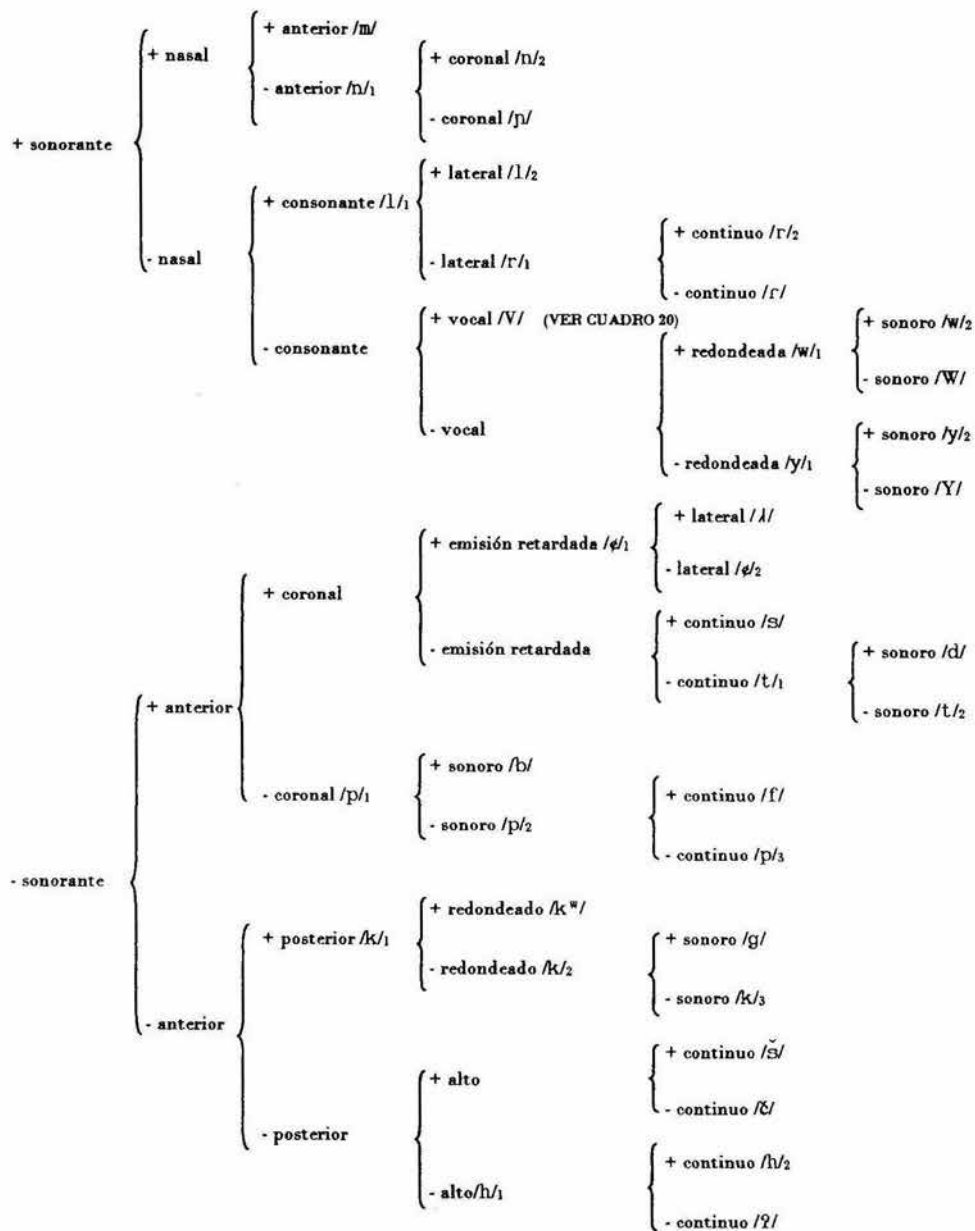 + anterior /m/
+ nasal
+ coronal /n/₂
- anterior /n/₁
- coronal /ɲ/
+ sonorante
+ lateral /l/₂
+ consonante /l/₁
+ continuo /r/₂
- nasal
- lateral /r/₁
- continuo /ɾ/
+ vocal /V/ (VER CUADRO 20)
+ sonoro /w/₂
- consonante
+ redondeada /w/₁
- sonoro /W/
- vocal
+ sonoro /y/₂
- redondeada /y/₁
- sonoro /Y/
+ lateral /ƛ/
+ emisión retardada /¢/₁
- lateral /¢/₂
+ coronal
+ continuo /s/
- emisión retardada
+ sonoro /d/
- continuo /t/₁
+ anterior
- sonoro /t/₂
+ sonoro /b/
- coronal /p/₁
+ continuo /f/
- sonoro /p/₂
- continuo /p/₃
- sonorante
+ redondeado /kʷ/
+ posterior /k/₁
+ sonoro /g/
- redondeado /k/₂
- sonoro /k/₃
- anterior
+ continuo /š/
+ alto
- continuo /č/
- posterior
+ continuo /h/₂
- alto/h/₁
- continuo /ʔ/